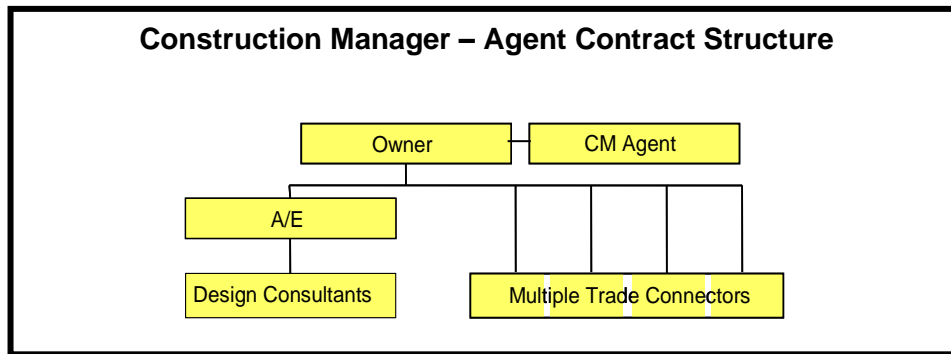 Construction Manager – Agent Contract Structure
Owner
CM Agent
A/E
Design Consultants
Multiple Trade Connectors